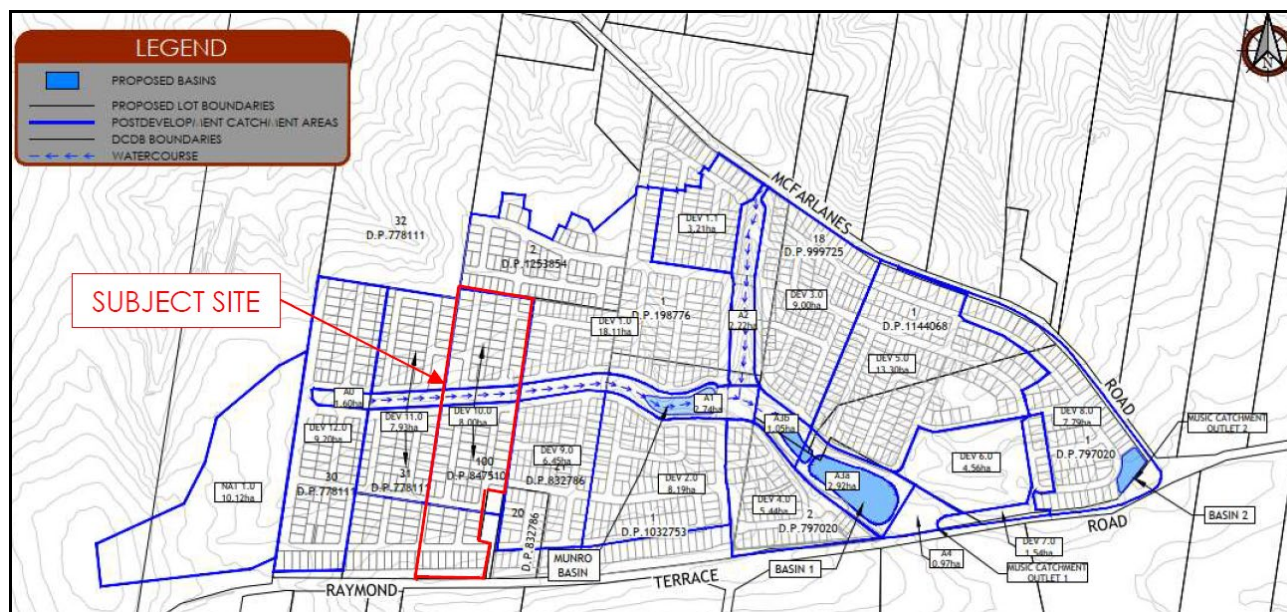 LEGEND
PROPOSED BASINS
PROPOSED LOT BOUNDARIES
POSTDEVELOP/.\ENT CATCH/.\ENT AREAS
DCDB BOUNDARIES
WATERCOURSE
N
SUBJECT SITE
32
D.P.778111
2
D.P.1253854
DEV 1.1
3.21ha
MCFARLANES
18
D.P.999725
1
D.P.198776
DEV 1.0
18.11ha
A2
2.22ha
DEV 3.0
9.00ha
1
D.P.1144068
DEV 5.0
13.30ha
ROAD
A0
1.60ha
DEV 11.0
7.93ha
DEV 10.0
8.00ha
A1
2.74ha
A3b
1.05ha
DEV 8.0
7.79ha
1
D.P.797020
MUSIC CATCHMENT
OUTLET 2
DEV 12.0
9.20ha
DEV 9.0
6.45ha
D.P.832786
DEV 6.0
4.56ha
NAT 1.0
10.12ha
30
D.P.778111
31
D.P.778111
100
D.P.847510
20
D.P.832786
DEV 2.0
8.19ha
1
D.P.1032753
DEV 4.0
5.44ha
2
D.P.797020
A3a
2.92ha
BASIN 2
ROAD
DEV 7.0
1.54ha
A4
0.97ha
MUNRO
BASIN
BASIN 1
MUSIC CATCHMENT
OUTLET 1
RAYMOND
TERRACE